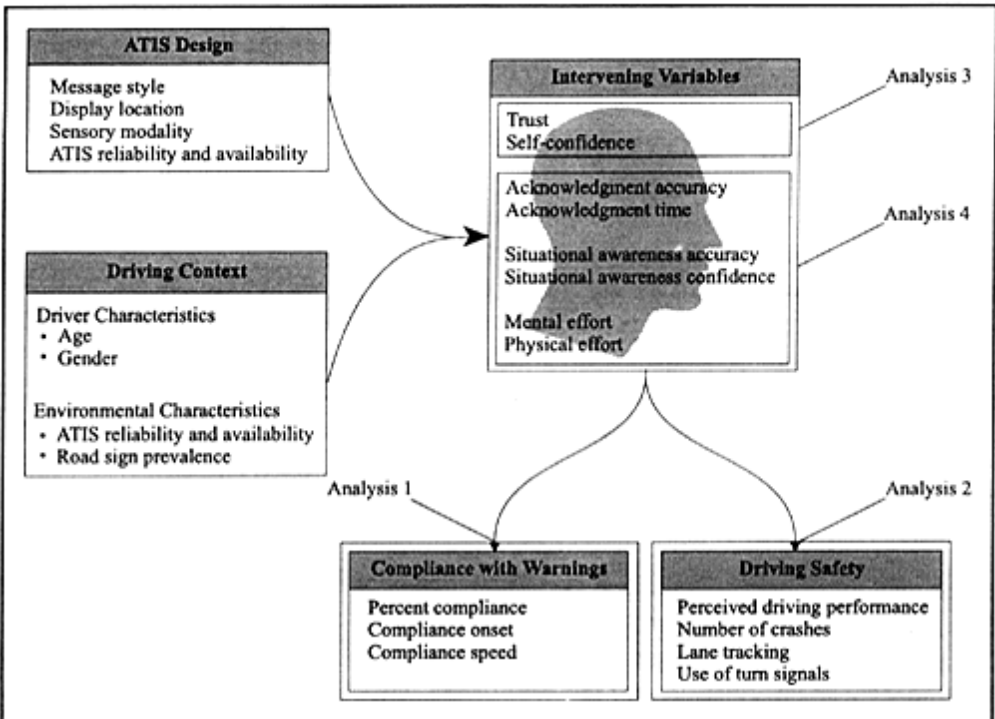 ATIS Design
Message style
Display location
Sensory modality
ATIS reliability and availability
Driving Context
Driver Characteristics
• Age
• Gender
Environmental Characteristics
• ATIS reliability and availability
• Road sign prevalence
Intervening Variables
Trust
Self-confidence
Acknowledgment accuracy
Acknowledgment time
Situational awareness accuracy
Situational awareness confidence
Mental effort
Physical effort
Analysis 3
Analysis 4
Analysis 1
Compliance with Warnings
Percent compliance
Compliance onset
Compliance speed
Analysis 2
Driving Safety
Perceived driving performance
Number of crashes
Lane tracking
Use of turn signals